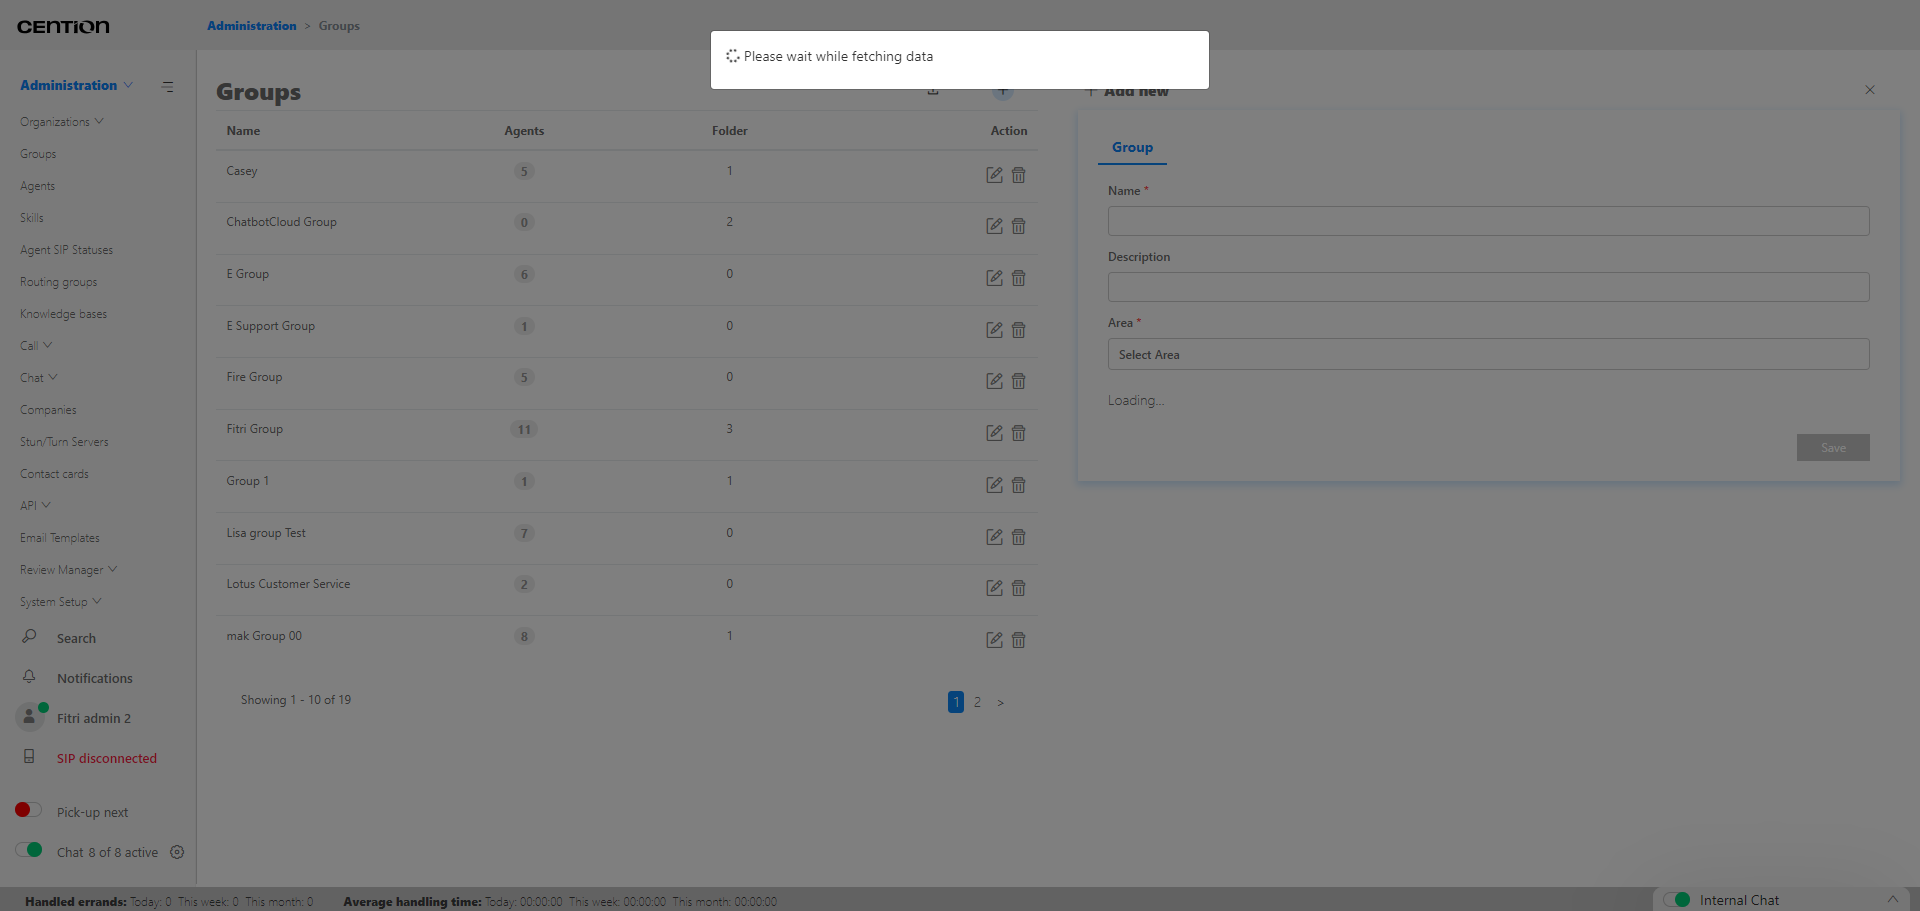 CENTION
Administration > Groups
Please wait while fetching data
Administration
Organizations
Groups
Agents
Skills
Agent SIP Statuses
Routing groups
Knowledge bases
Call
Chat
Companies
Stun/Turn Servers
Contact cards
API
Email Templates
Review Manager
System Setup
Search
Notifications
Fitri admin 2
SIP disconnected
Pick-up next
Chat 8 of 8 active
Groups
Name Agents Folder Action
Casey 5 1
ChatbotCloud Group 0 2
E Group 6 0
E Support Group 1 0
Fire Group 5 0
Fitri Group 11 3
Group 1 1 1
Lisa group Test 7 0
Lotus Customer Service 2 0
mak Group 00 8 1
Showing 1 - 10 of 19
1 2 >
Add new
Group
Name *
Description
Area *
Select Area
Loading...
Save
Handled errands: Today: 0 This week: 0 This month: 0 Average handling time: Today: 00:00:00 This week: 00:00:00 This month: 00:00:00
Internal Chat